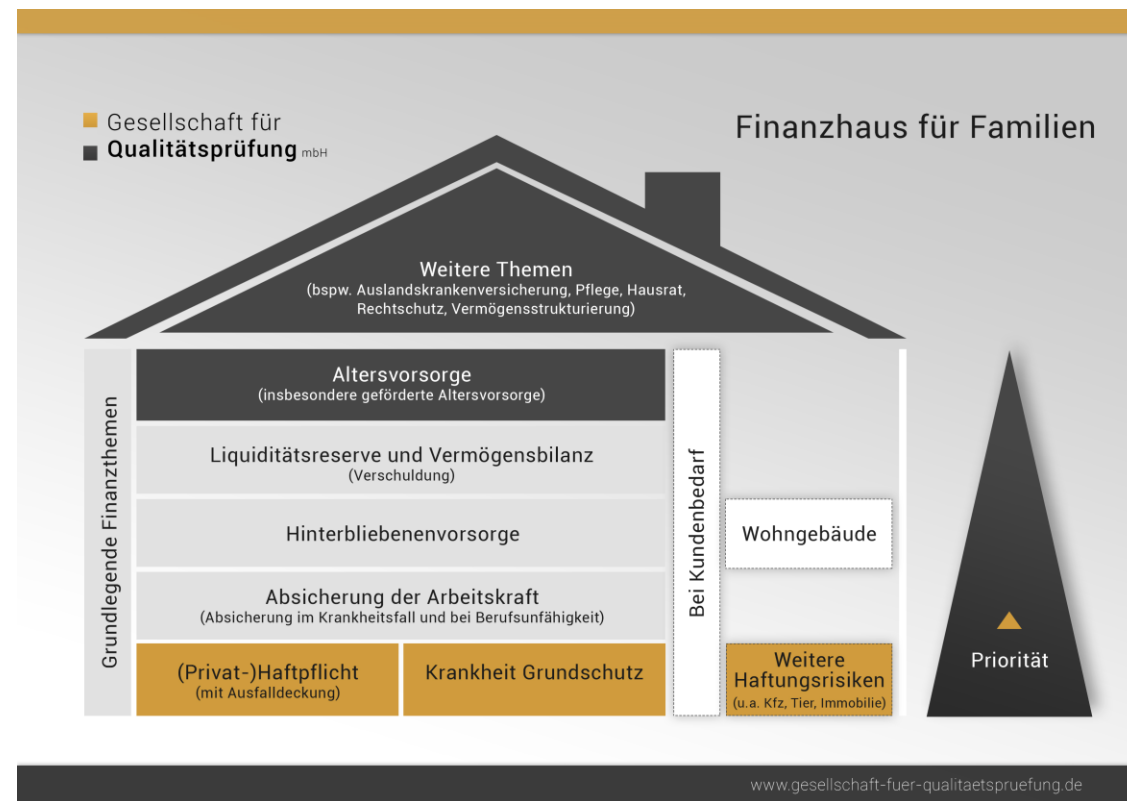 Gesellschaft für
Qualitätsprüfung mbH
Finanzhaus für Familien
Weitere Themen
(bspw. Auslandskrankenversicherung, Pflege, Hausrat,
Rechtschutz, Vermögensstrukturierung)
Grundlegende Finanzthemen
Altersvorsorge
(insbesondere geförderte Altersvorsorge)
Liquiditätsreserve und Vermögensbilanz
(Verschuldung)
Hinterbliebenenvorsorge
Absicherung der Arbeitskraft
(Absicherung im Krankheitsfall und bei Berufsunfähigkeit)
(Privat-)Haftpflicht
(mit Ausfalldeckung)
Krankheit Grundschutz
Bei Kundenbedarf
Wohngebäude
Weitere
Haftungsrisiken
(u.a. Kfz, Tier, Immobilie)
Priorität
www.gesellschaft-fuer-qualitaetspruefung.de